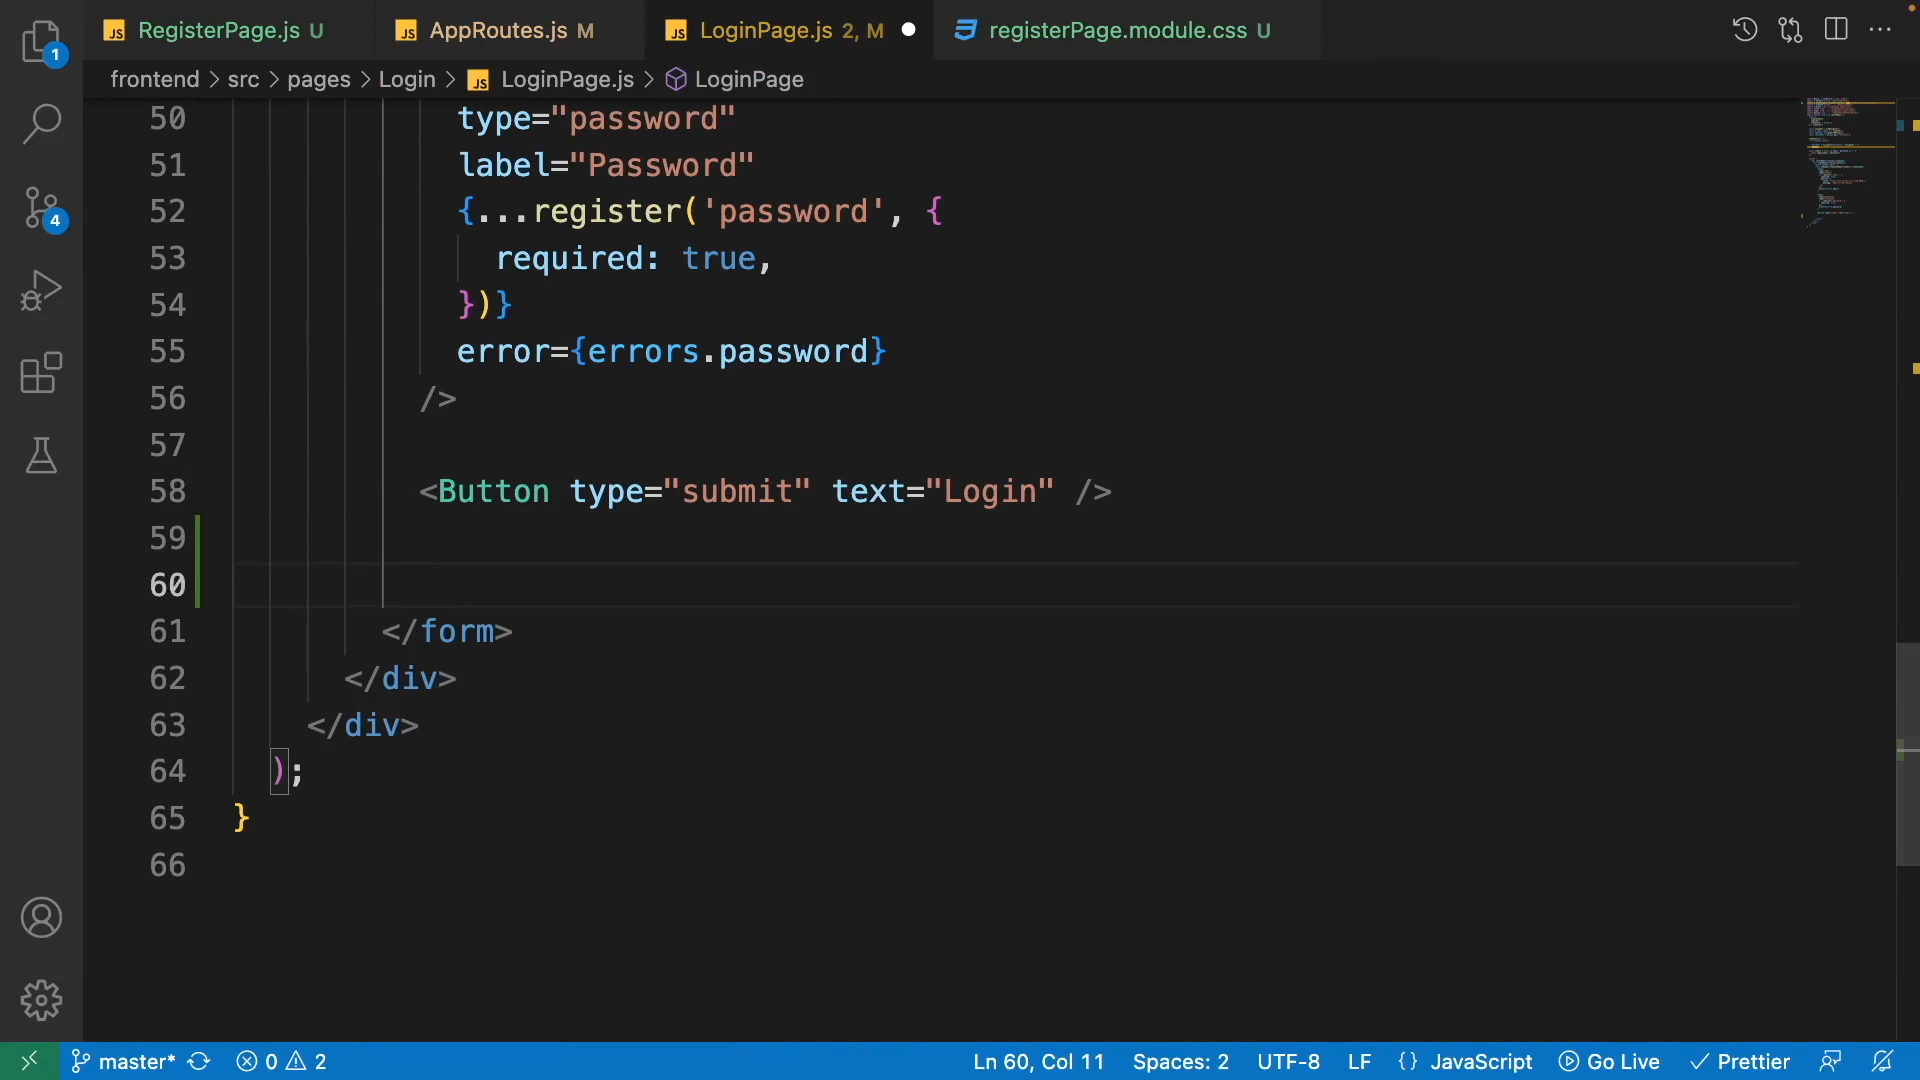 RegisterPage.js U
AppRoutes.js M
LoginPage.js 2, M
registerPage.module.css U
1
frontend > src > pages > Login > LoginPage.js > LoginPage
50 type="password"
51 label="Password"
52 {...register('password', {
53 required: true,
54 })}
55 error={errors.password}
56 />
57
58 <Button type="submit" text="Login" />
59
60
61 </form>
62 </div>
63 </div>
64 );
65 }
66
4
master* 0 2 Ln 60, Col 11 Spaces: 2 UTF-8 LF {} JavaScript Go Live Prettier